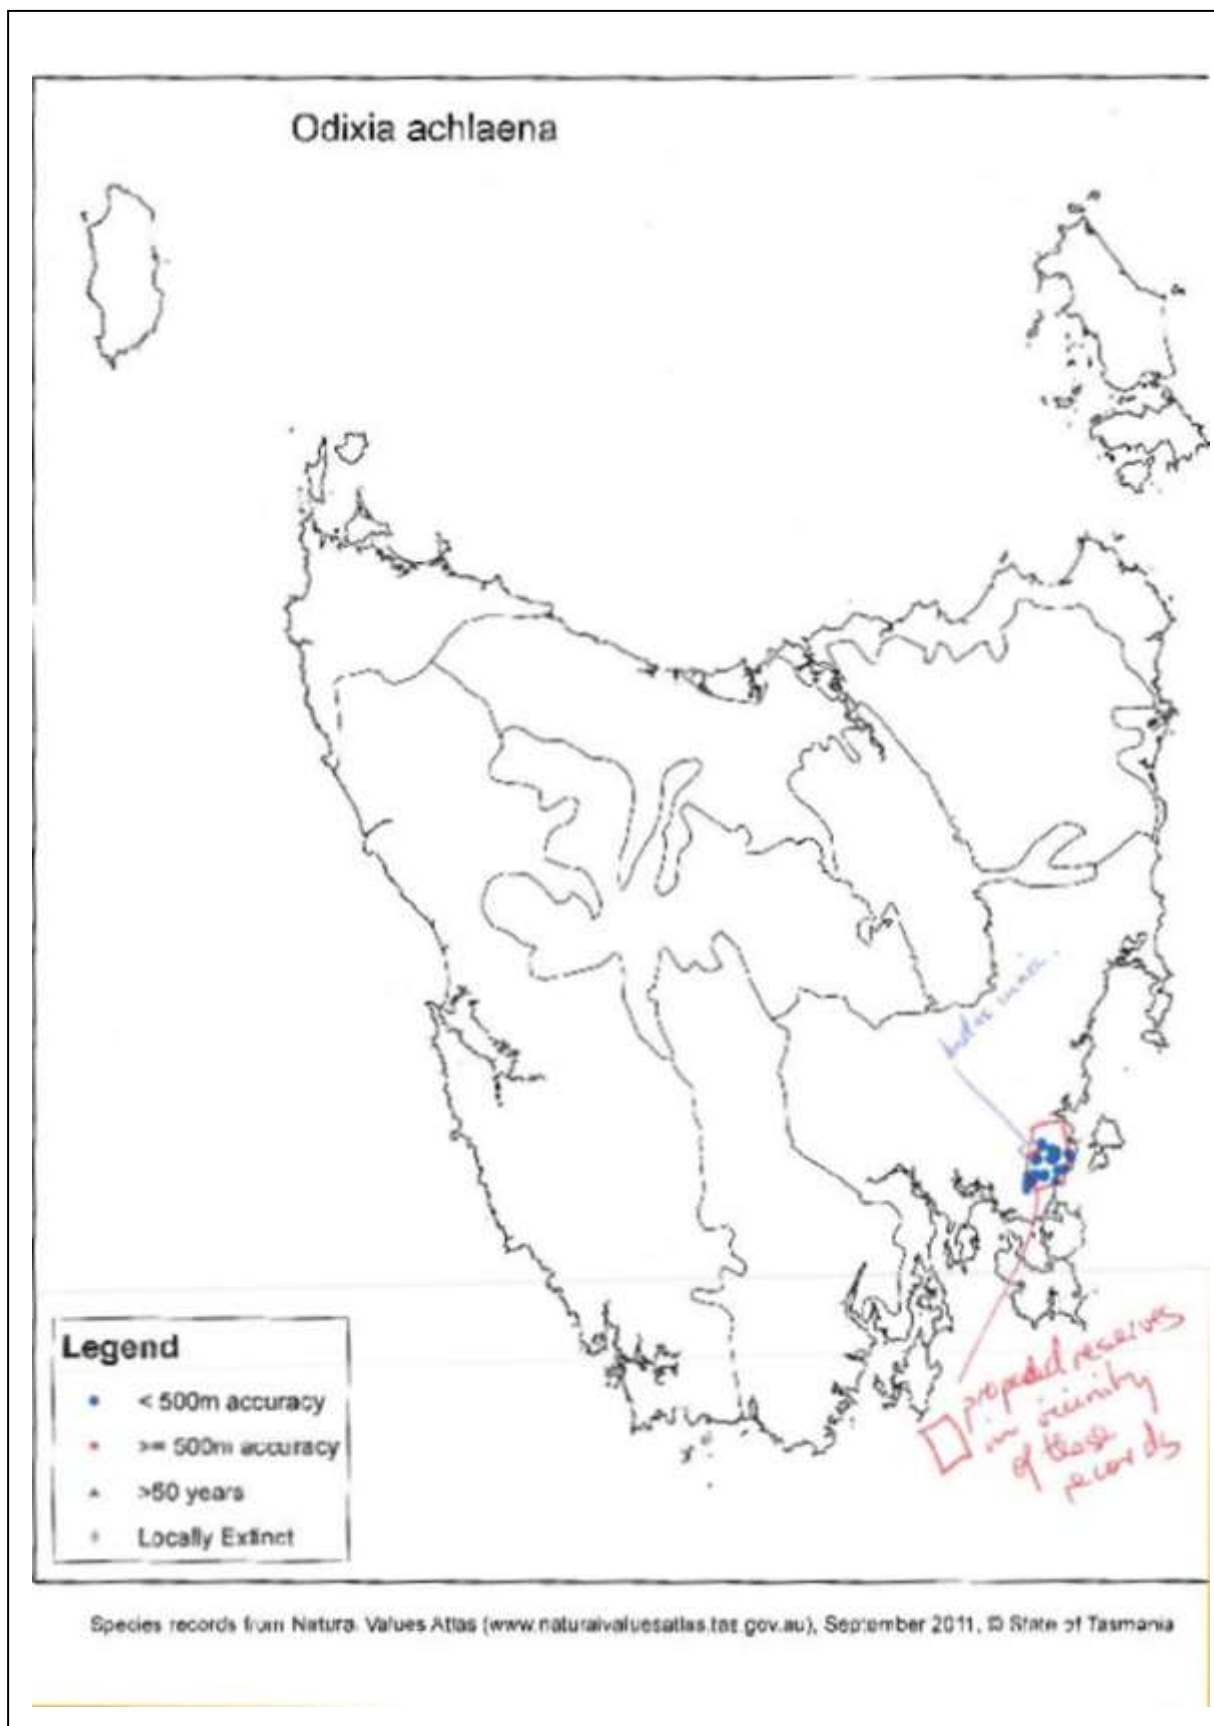 Odixia achlaena
proposed reserves
in vicinity
of these
records
Legend
< 500m accuracy
>= 500m accuracy
>50 years
Locally Extinct
Species records from Natural Values Atlas (www.naturalvaluesatlas.tas.gov.au), September 2011, © State of Tasmania